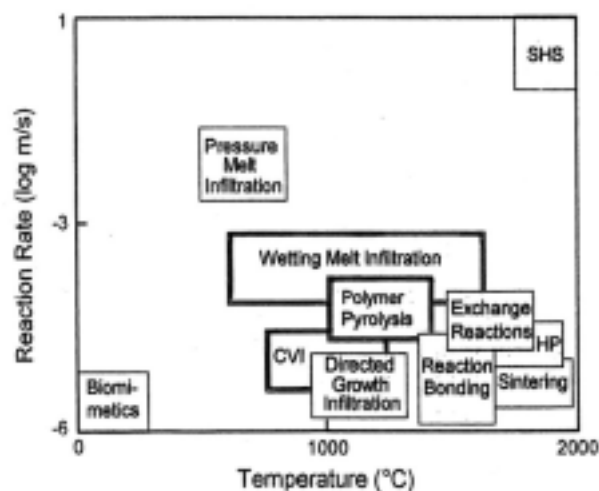 1
SHS
Pressure
Melt
Infiltration
Reaction Rate (log m/s)
-3
Wetting Melt Infiltration
Polymer
Pyrolysis
Exchange
Reactions
HP
CVI
Directed
Growth
Infiltration
Reaction
Bonding
Sintering
Biomi-
metics
-6
0
1000
2000
Temperature (°C)